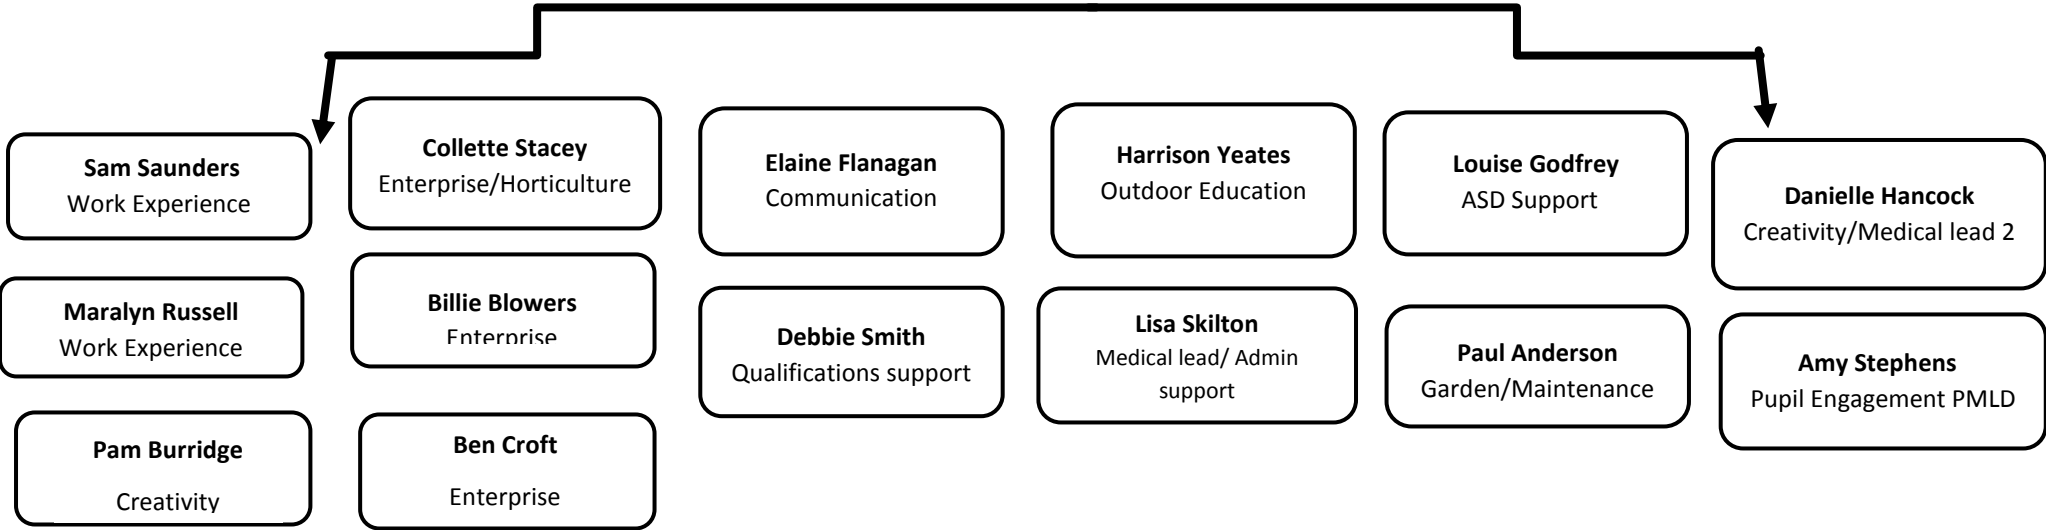 Sam Saunders
Work Experience
Collette Stacey
Enterprise/Horticulture
Elaine Flanagan
Communication
Harrison Yeates
Outdoor Education
Louise Godfrey
ASD Support
Danielle Hancock
Creativity/Medical lead 2
Maralyn Russell
Work Experience
Billie Blowers
Enterprise
Debbie Smith
Qualifications support
Lisa Skilton
Medical lead/ Admin
support
Paul Anderson
Garden/Maintenance
Amy Stephens
Pupil Engagement PMLD
Pam Burridge
Creativity
Ben Croft
Enterprise